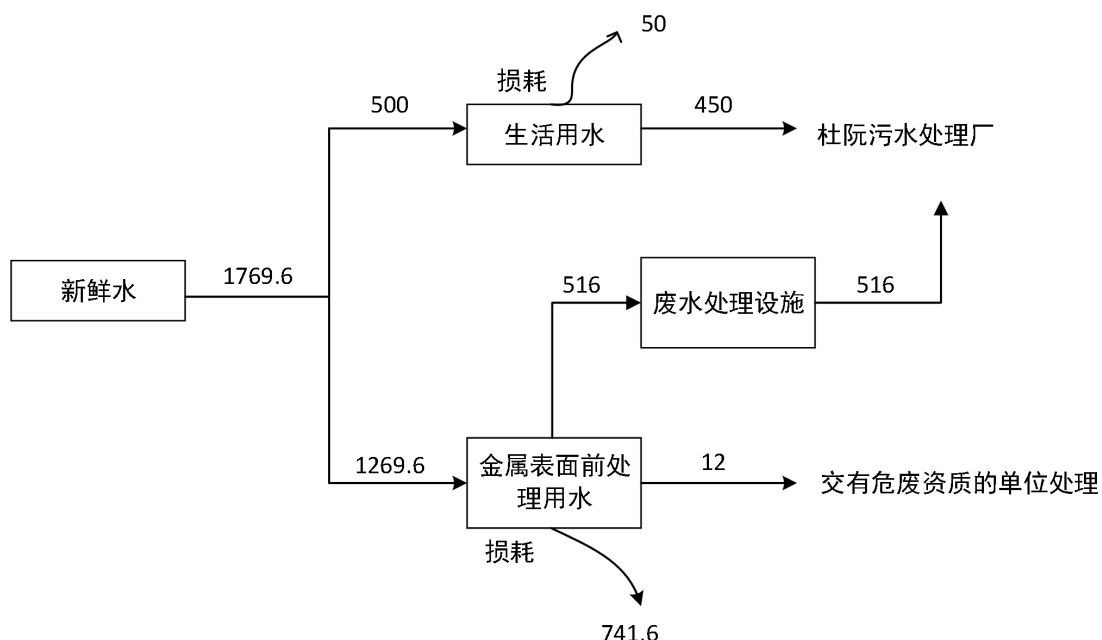 50
损耗
500
450
生活用水
杜阮污水处理厂
新鲜水
1769.6
516
废水处理设施
516
1269.6
金属表面前处
理用水
12
交有危废资质的单位处理
损耗
741.6